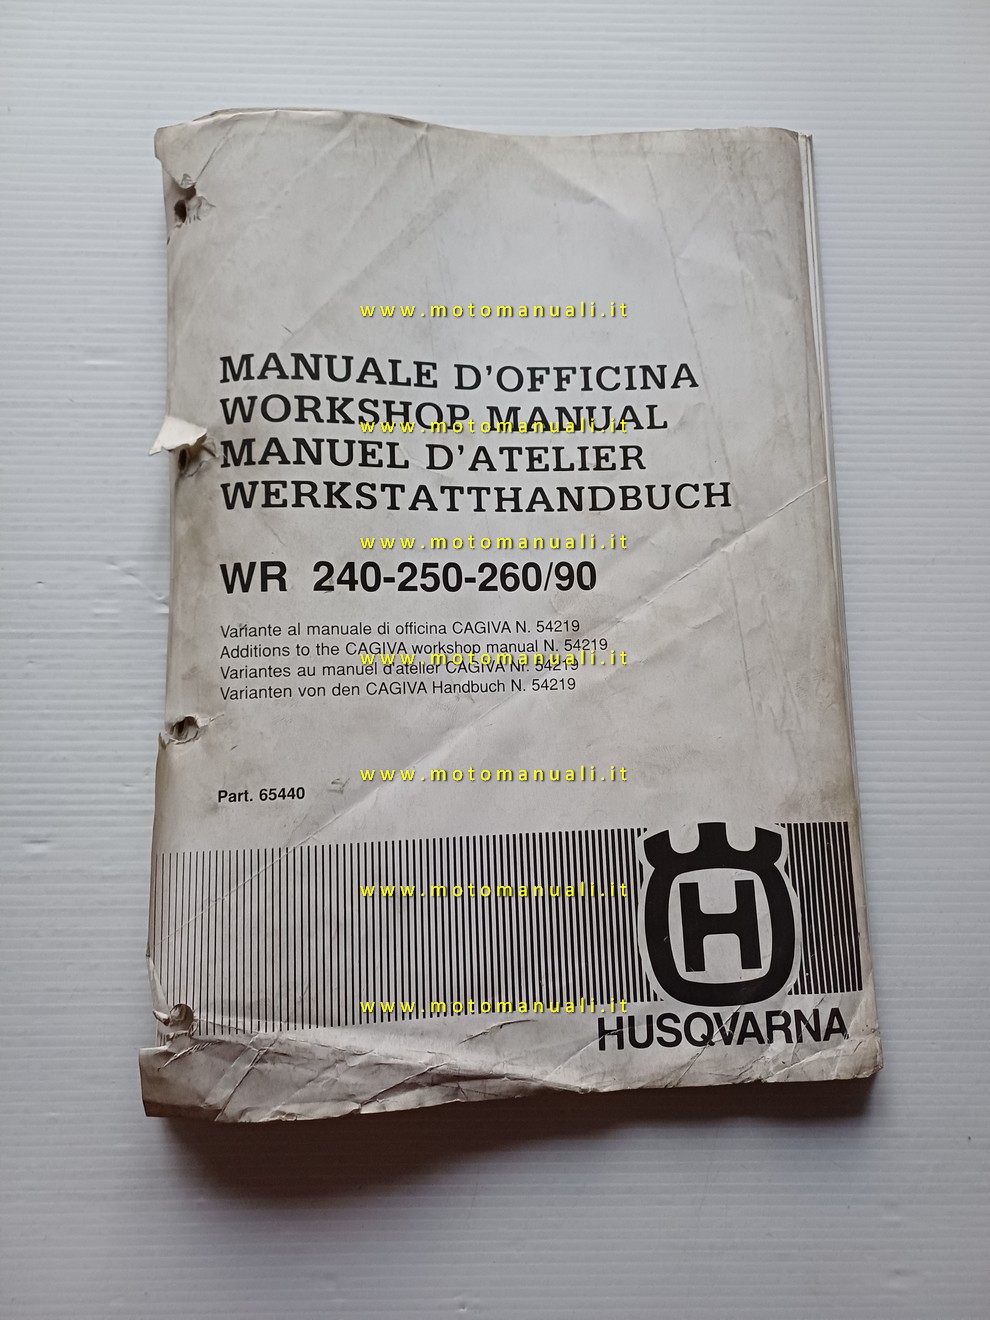 www.motomanuali.it
MANUALE D'OFFICINA
WORKSHOP MANUAL
www.motomanuali.it
MANUEL D'ATELIER
WERKSTATTHANDBUCH
www.motomanuali.it
WR 240-250-260/90
Variante al manuale di officina CAGIVA N. 54219
Additions to the CAGIVA workshop manual N. 54219
www.motomanuali.it
Variantes au manuel d'atelier CAGIVA Nr. 54219
Varianten von den CAGIVA Handbuch N. 54219
www.motomanuali.it
Part. 65440
www.motomanuali.it
H
www.motomanuali.it
HUSQVARNA